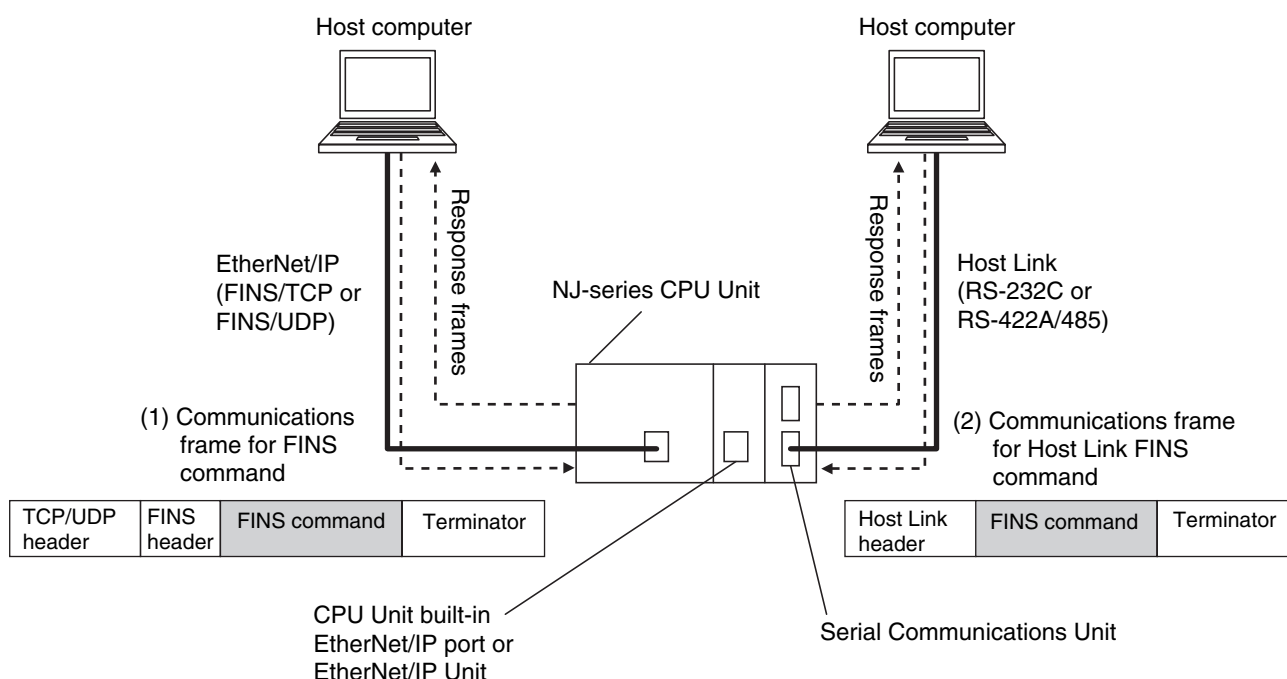 Host computer
Host computer
Response frames
Response frames
EtherNet/IP
(FINS/TCP or
FINS/UDP)
NJ-series CPU Unit
Host Link
(RS-232C or
RS-422A/485)
(1) Communications
frame for FINS
command
(2) Communications frame
for Host Link FINS
command
TCP/UDP
header
FINS
header
FINS command
Terminator
Host Link
header
FINS command
Terminator
CPU Unit built-in
EtherNet/IP port or
EtherNet/IP Unit
Serial Communications Unit